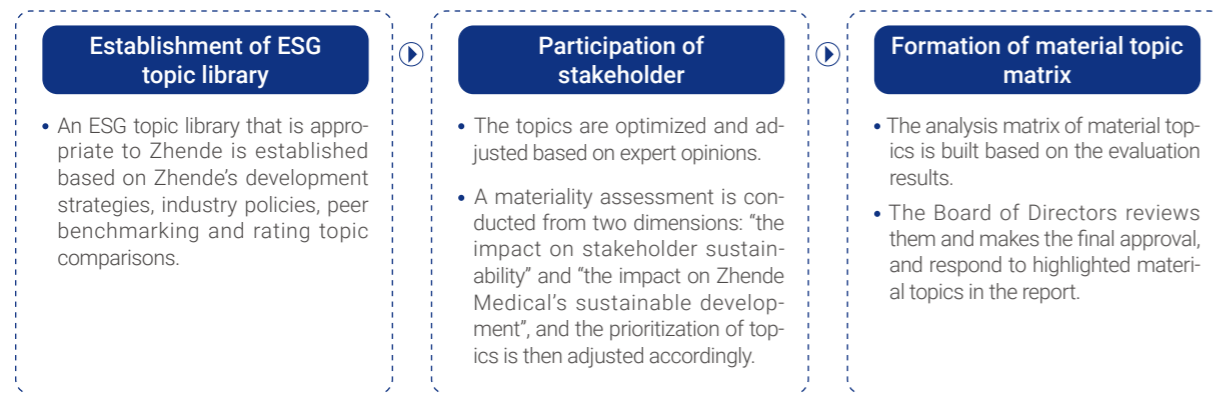 Establishment of ESG
topic library
• An ESG topic library that is appro-
priate to Zhende is established
based on Zhende's development
strategies, industry policies, peer
benchmarking and rating topic
comparisons.
Participation of
stakeholder
• The topics are optimized and ad-
justed based on expert opinions.
• A materiality assessment is con-
ducted from two dimensions: “the
impact on stakeholder sustain-
ability” and “the impact on Zhende
Medical's sustainable develop-
ment”, and the prioritization of top-
ics is then adjusted accordingly.
Formation of material topic
matrix
• The analysis matrix of material top-
ics is built based on the evaluation
results.
• The Board of Directors reviews
them and makes the final approval,
and respond to highlighted materi-
al topics in the report.